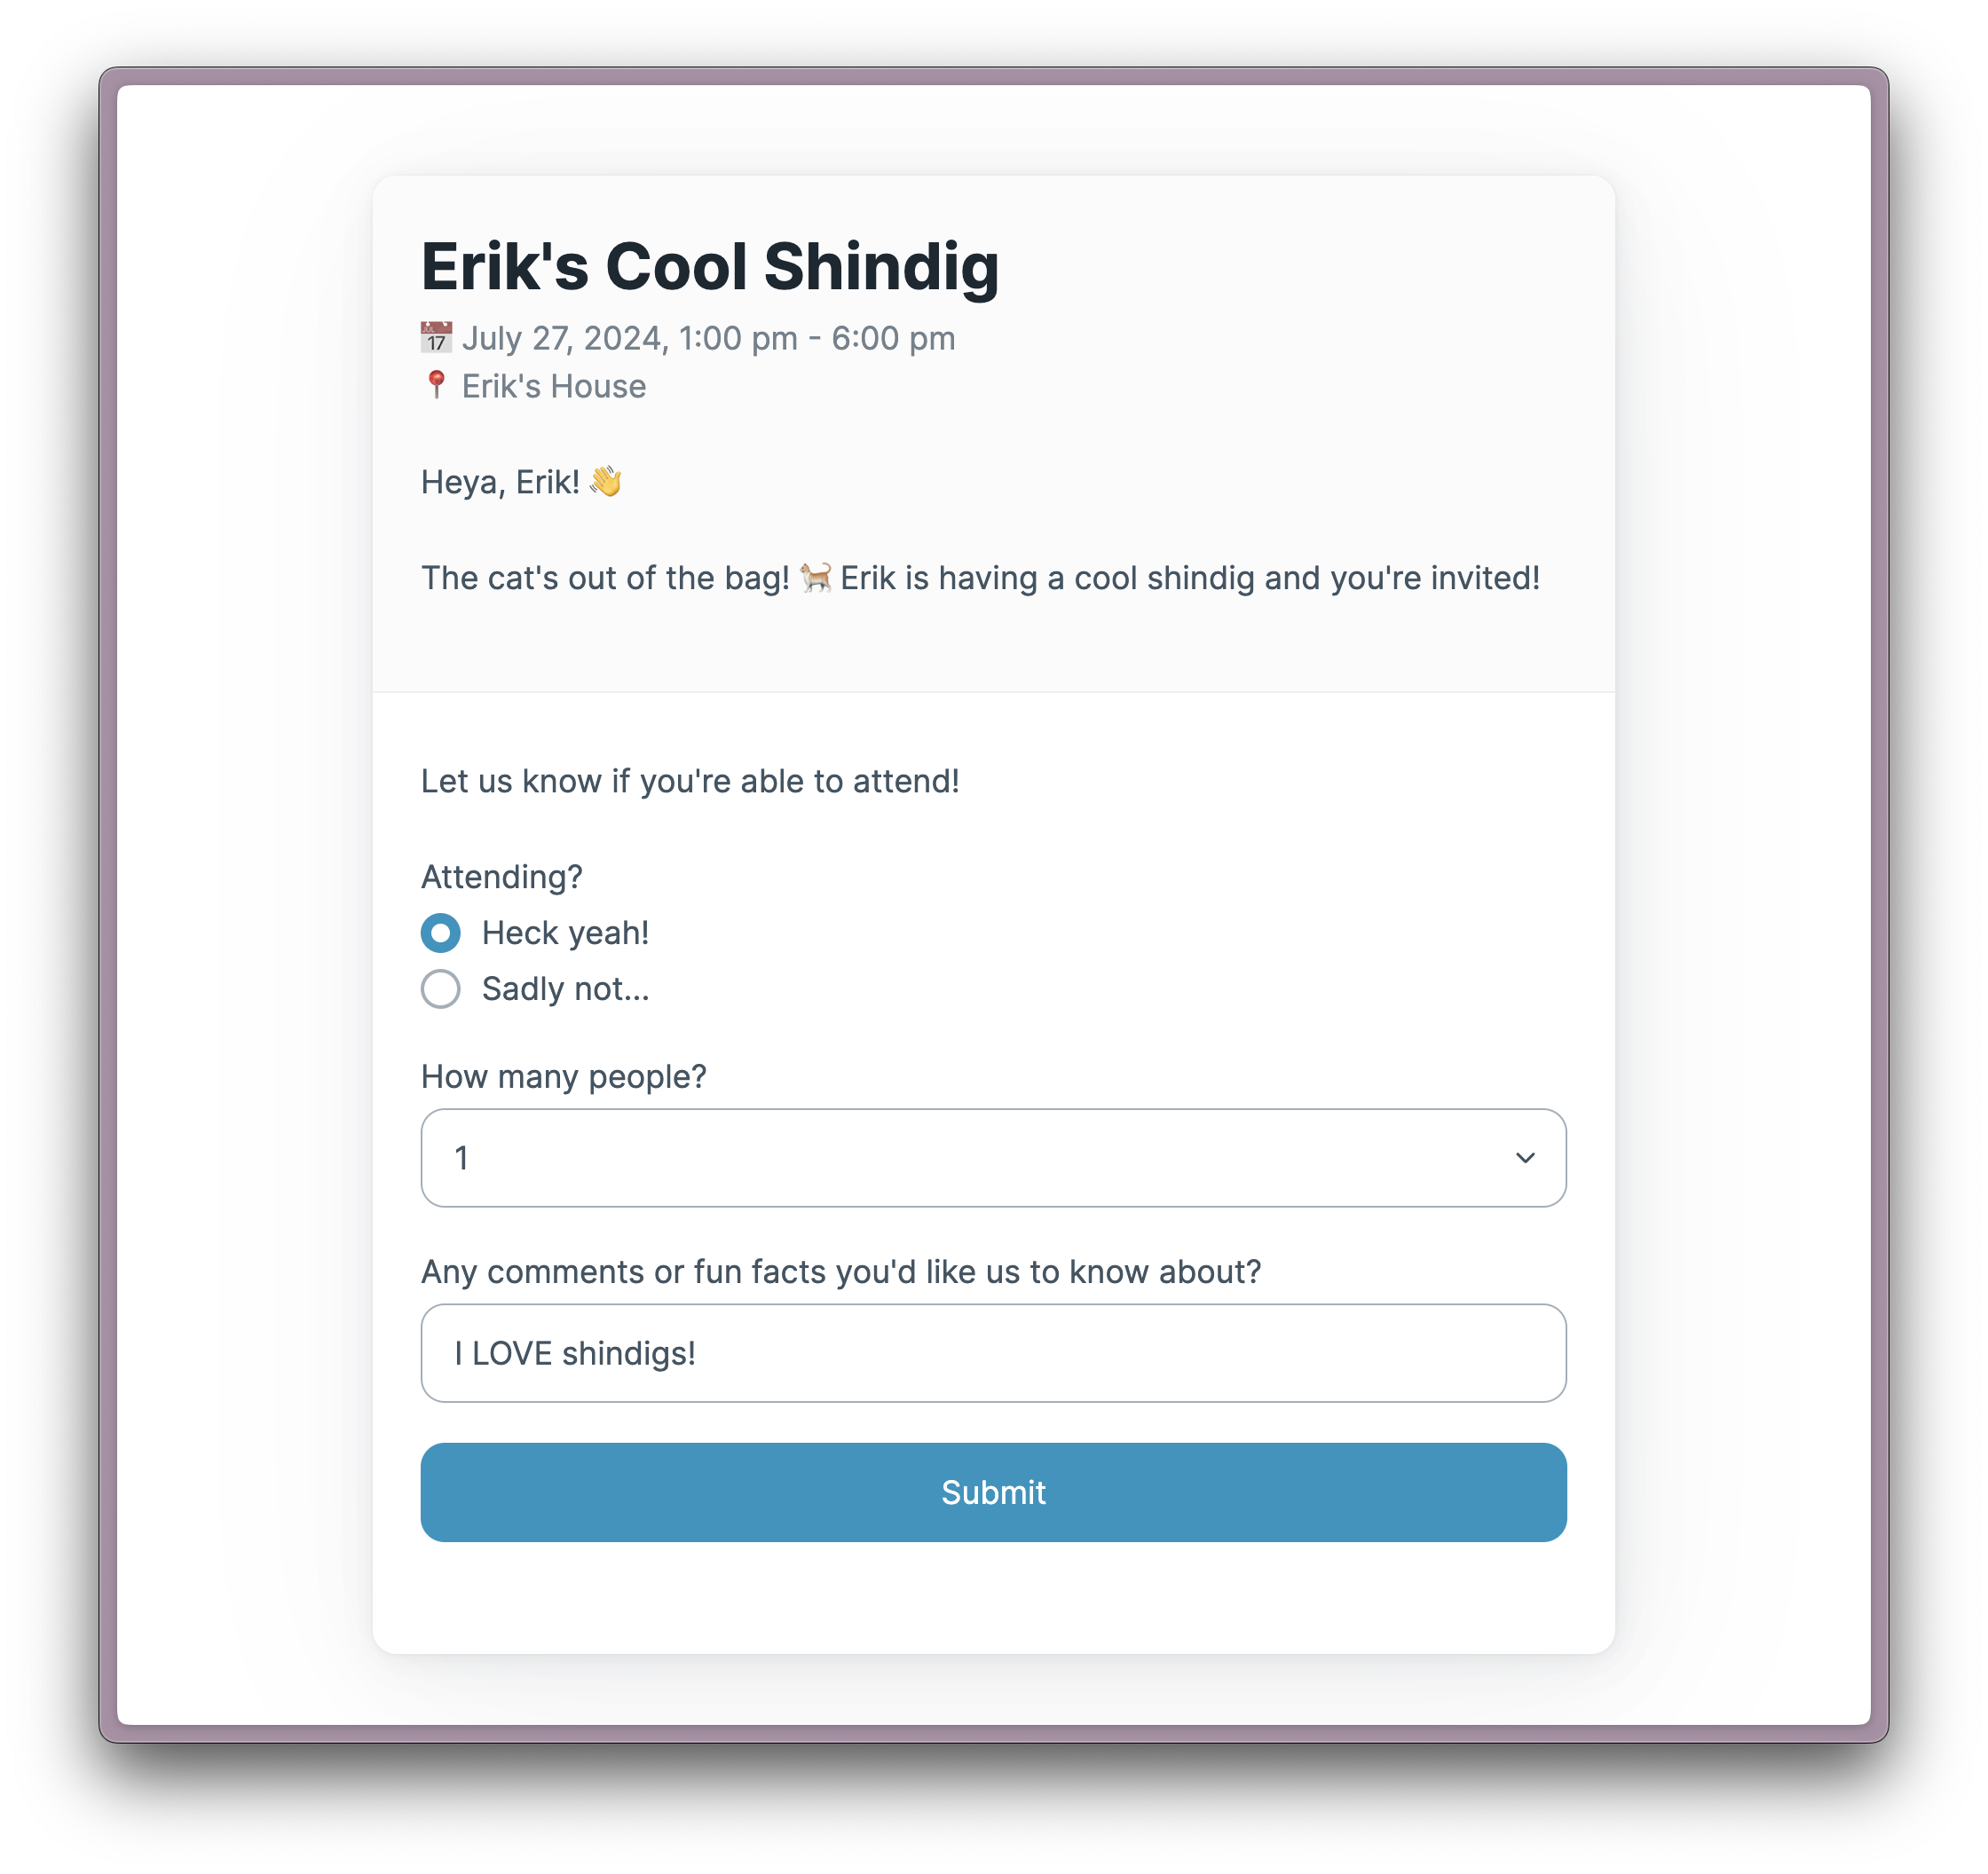 Erik's Cool Shindig
📅 July 27, 2024, 1:00 pm - 6:00 pm
📍 Erik's House
Heya, Erik! 👋
The cat's out of the bag! 🐈 Erik is having a cool shindig and you're invited!
Let us know if you're able to attend!
Attending?
Heck yeah!
Sadly not...
How many people?
1
Any comments or fun facts you'd like us to know about?
I LOVE shindigs!
Submit